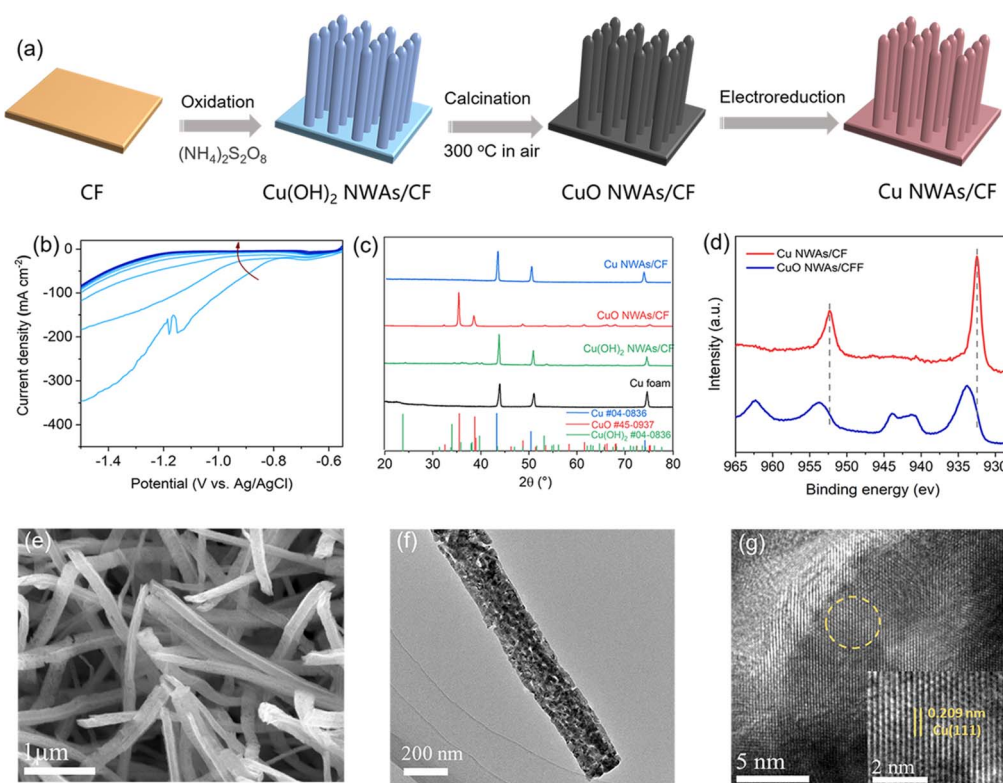 (a)
Oxidation
(NH₄)₂S₂O₈
Calcination
300 °C in air
Electroreduction
CF
Cu(OH)₂ NWAs/CF
CuO NWAs/CF
Cu NWAs/CF
(b)
0
-50
-100
-150
-200
-250
-300
-350
-400
Current density (mA cm⁻²)
-1.4
-1.2
-1.0
-0.8
-0.6
Potential (V vs. Ag/AgCl)
(c)
Cu NWAs/CF
CuO NWAs/CF
Cu(OH)₂ NWAs/CF
Cu foam
Cu #04-0836
CuO #45-0937
Cu(OH)₂ #04-0836
20
30
40
50
60
70
80
2θ (°)
(d)
Cu NWAs/CF
CuO NWAs/CFF
Intensity (a.u.)
965
960
955
950
945
940
935
930
Binding energy (ev)
(e)
1μm
(f)
200 nm
(g)
0.209 nm
Cu(111)
5 nm
2 nm